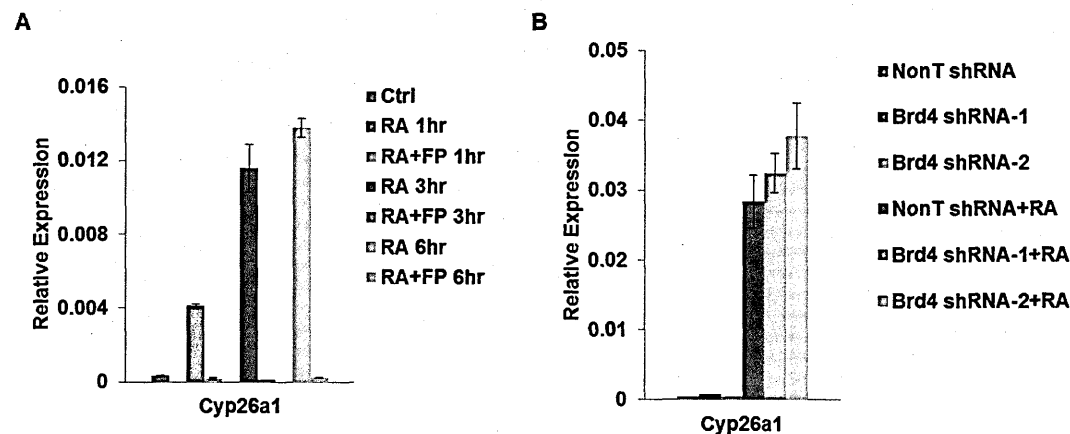 A
Relative Expression
0.016
0.012
0.008
0.004
0
Cyp26a1
Ctrl
RA 1hr
RA+FP 1hr
RA 3hr
RA+FP 3hr
RA 6hr
RA+FP 6hr
B
Relative Expression
0.05
0.04
0.03
0.02
0.01
0
Cyp26a1
NonT shRNA
Brd4 shRNA-1
Brd4 shRNA-2
NonT shRNA+RA
Brd4 shRNA-1+RA
Brd4 shRNA-2+RA